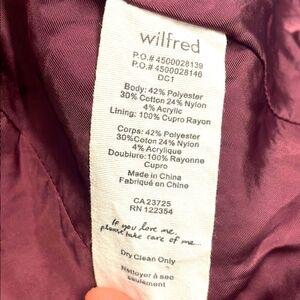 wilfred
P.O.# 4500028139
P.O.# 4500028146
DC1
Body: 42% Polyester
30% Cotton 24% Nylon
4% Acrylic
Lining: 100% Cupro Rayon
Corps: 42% Polyester
30%Coton 24% Nylon
4% Acrylique
Doublure: 100% Rayonne
Cupro
Made in China
Fabriqué en Chine
CA 23725
RN 122354
If you love me,
please take care of me...
Dry Clean Only
Nettoyer à sec
seulement